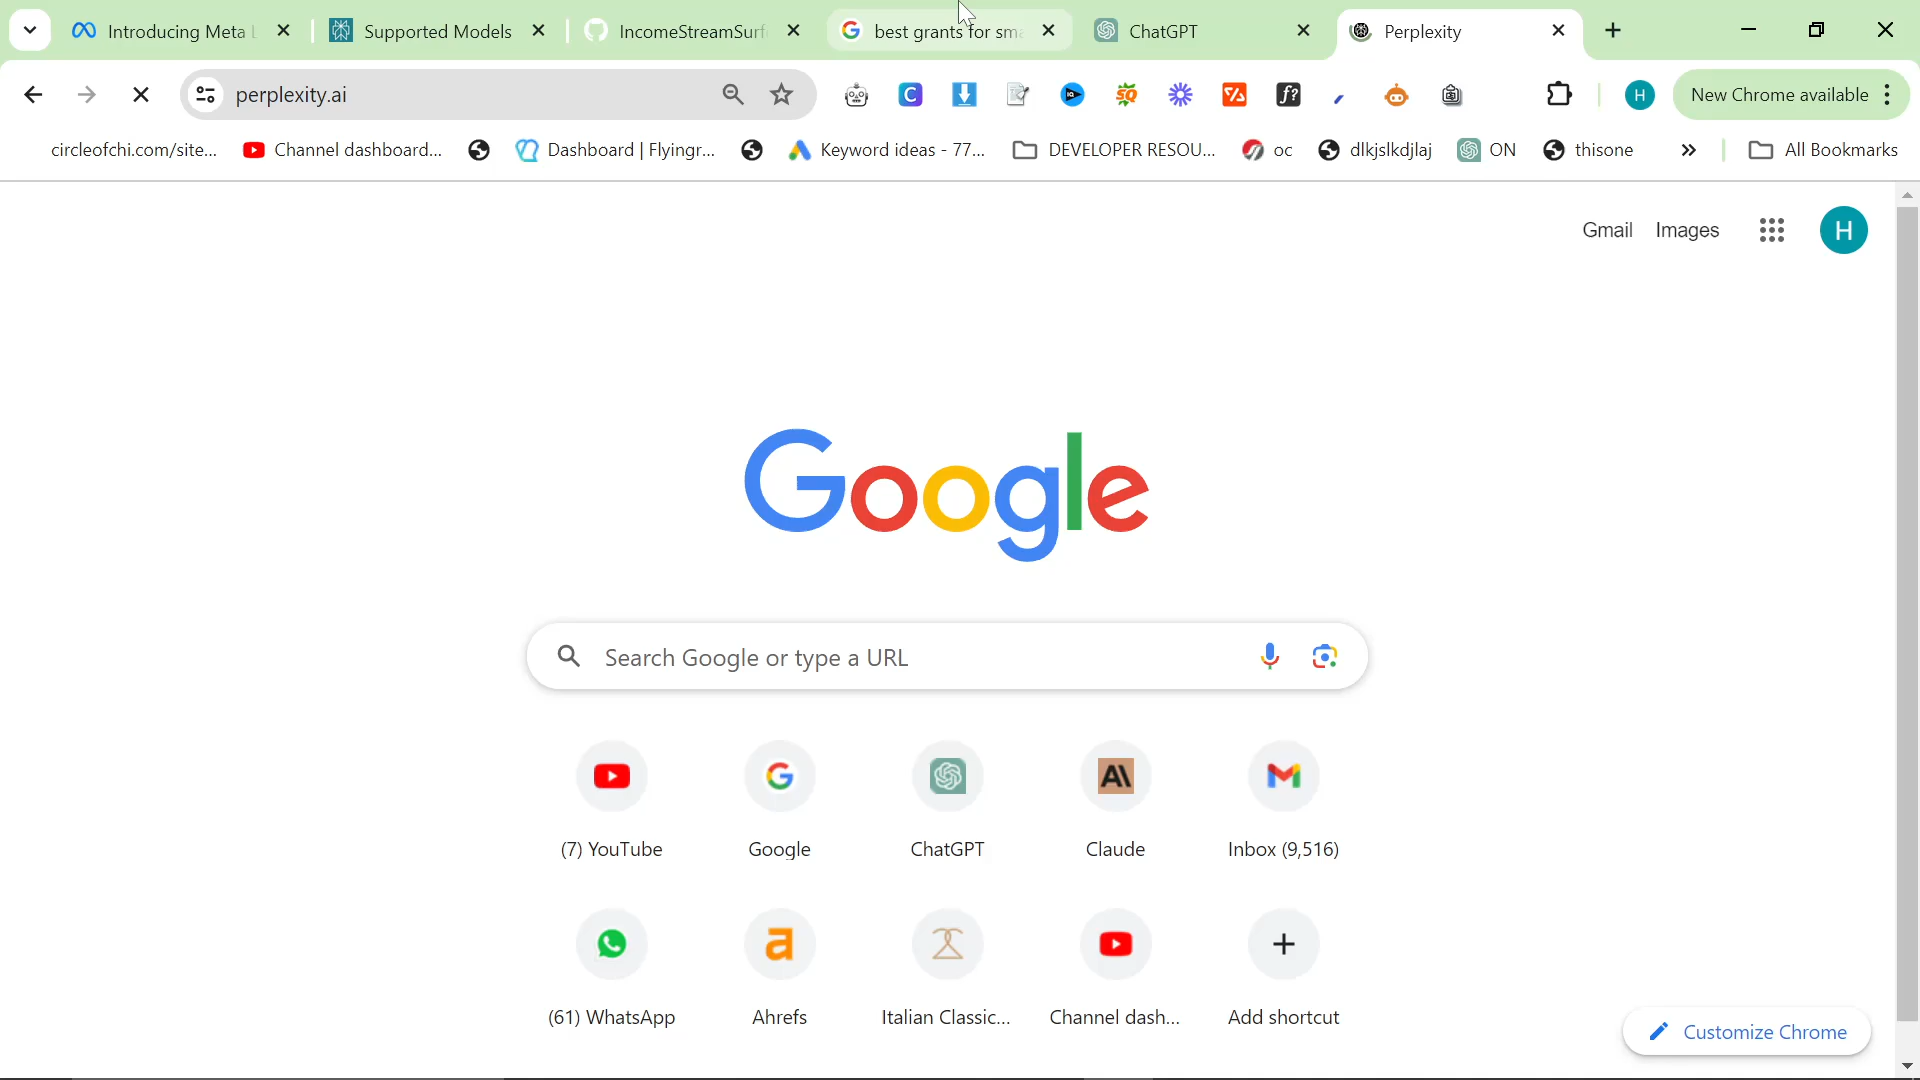 Introducing Meta L
Supported Models
IncomeStreamSurf
best grants for sma
ChatGPT
Perplexity
perplexity.ai
New Chrome available
circleofchi.com/site...
Channel dashboard...
Dashboard | Flyingr...
Keyword ideas - 77...
DEVELOPER RESOU...
oc
dlkjslkdjlaj
ON
thisone
All Bookmarks
Gmail
Images
H
Google
Search Google or type a URL
(7) YouTube
Google
ChatGPT
Claude
Inbox (9,516)
(61) WhatsApp
Ahrefs
Italian Classic...
Channel dash...
Add shortcut
Customize Chrome